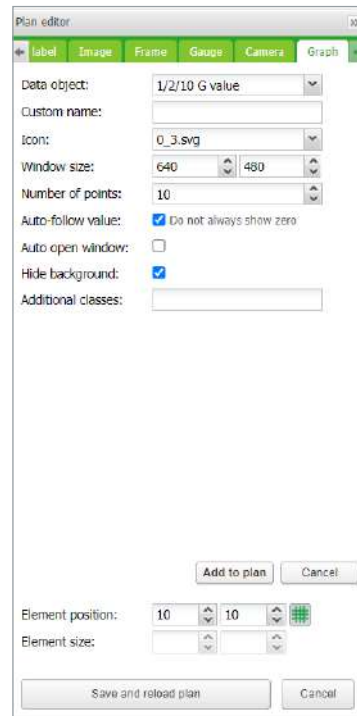 Plan editor
label Image Frame Gauge Camera Graph
Data object: 1/2/10 G value
Custom name:
Icon: 0_3.svg
Window size: 640 480
Number of points: 10
Auto-follow value: Do not always show zero
Auto open window:
Hide background:
Additional classes:
Add to plan Cancel
Element position: 10 10
Element size:
Save and reload plan Cancel